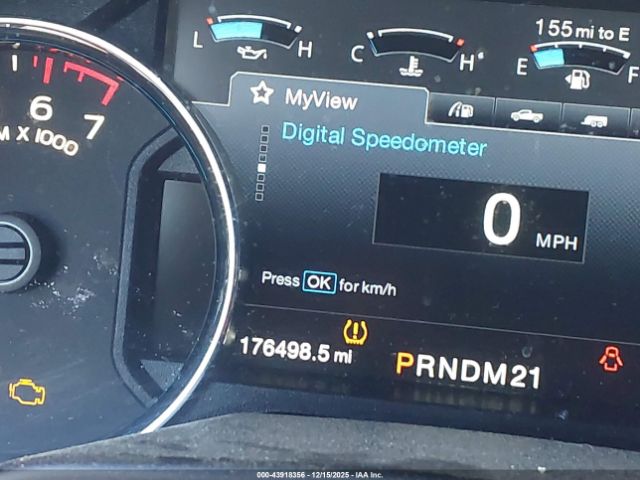 155 mi to E
L H
C H
E F
MyView
Digital Speedometer
6
7
M X 1000
0 MPH
Press OK for km/h
176498.5 mi
PRNDM21
000-43918356 - 12/15/2025 - IAA Inc.